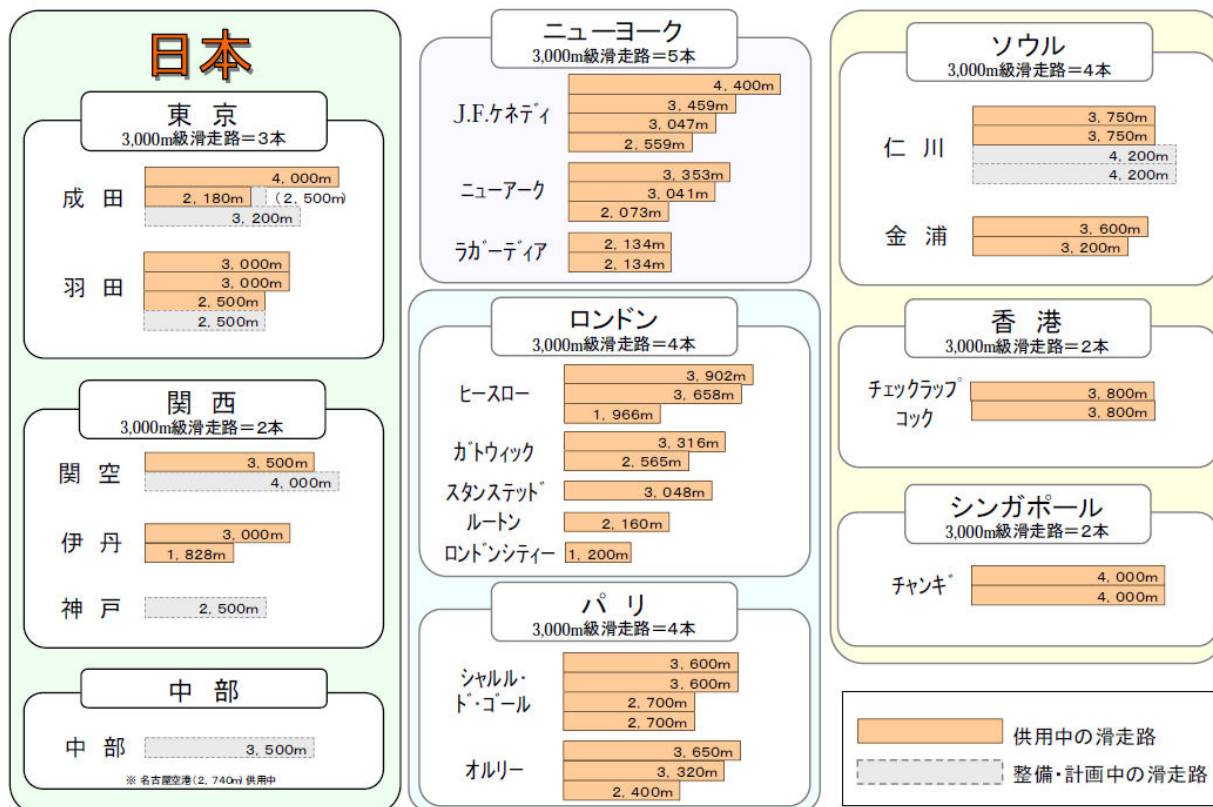 日本
東 京
3,000m級滑走路=3本
成 田
4,000m
2,180m (2,500m)
3,200m
羽 田
3,000m
3,000m
2,500m
2,500m
関 西
3,000m級滑走路=2本
関 空
3,500m
4,000m
伊 丹
3,000m
1,828m
神 戸
2,500m
中 部
中 部
3,500m
※ 名古屋空港(2,740m)供用中
ニューヨーク
3,000m級滑走路=5本
J.F.ケネディ
4,400m
3,459m
3,047m
2,559m
ニューアーク
3,353m
3,041m
2,073m
ラガーディア
2,134m
2,134m
ロンドン
3,000m級滑走路=4本
ヒースロー
3,902m
3,658m
1,966m
ガトウィック
3,316m
2,565m
スタンステッド
3,048m
ルートン
2,160m
ロンドンシティー
1,200m
パ リ
3,000m級滑走路=4本
シャルル・
ド・ゴール
3,600m
3,600m
2,700m
2,700m
オルリー
3,650m
3,320m
2,400m
ソウル
3,000m級滑走路=4本
仁 川
3,750m
3,750m
4,200m
4,200m
金 浦
3,600m
3,200m
香 港
3,000m級滑走路=2本
チェックラップ
コック
3,800m
3,800m
シンガポール
3,000m級滑走路=2本
チャンギ
4,000m
4,000m
供用中の滑走路
整備・計画中の滑走路